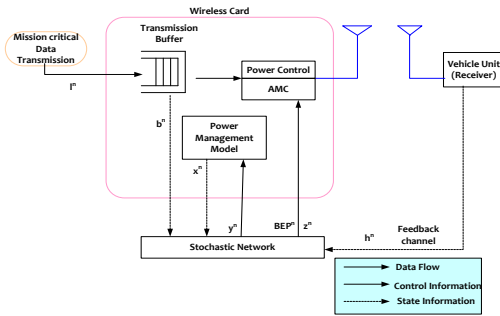 Wireless Card
Mission critical
Data
Transmission
Transmission
Buffer
Power Control
AMC
Vehicle Unit
(Receiver)
lⁿ
bⁿ
Power
Management
Model
xⁿ
yⁿ
BEPⁿ
zⁿ
hⁿ
Feedback
channel
Stochastic Network
Data Flow
Control Information
State Information